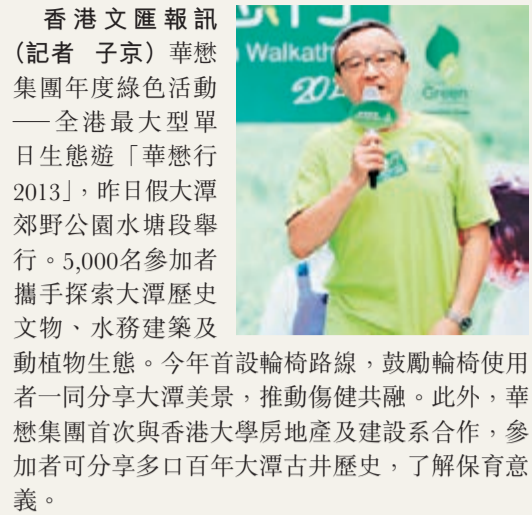 香港文匯報訊
（記者 子京）華懋
集團年度綠色活動
──全港最大型單
日生態遊「華懋行
2013」，昨日假大潭
郊野公園水塘段舉
行。5,000名參加者
攜手探索大潭歷史
文物、水務建築及
動植物生態。今年首設輪椅路線，鼓勵輪椅使用
者一同分享大潭美景，推動傷健共融。此外，華
懋集團首次與香港大學房地產及建設系合作，參
加者可分享多口百年大潭古井歷史，了解保育意
義。
Walkath
201
Green